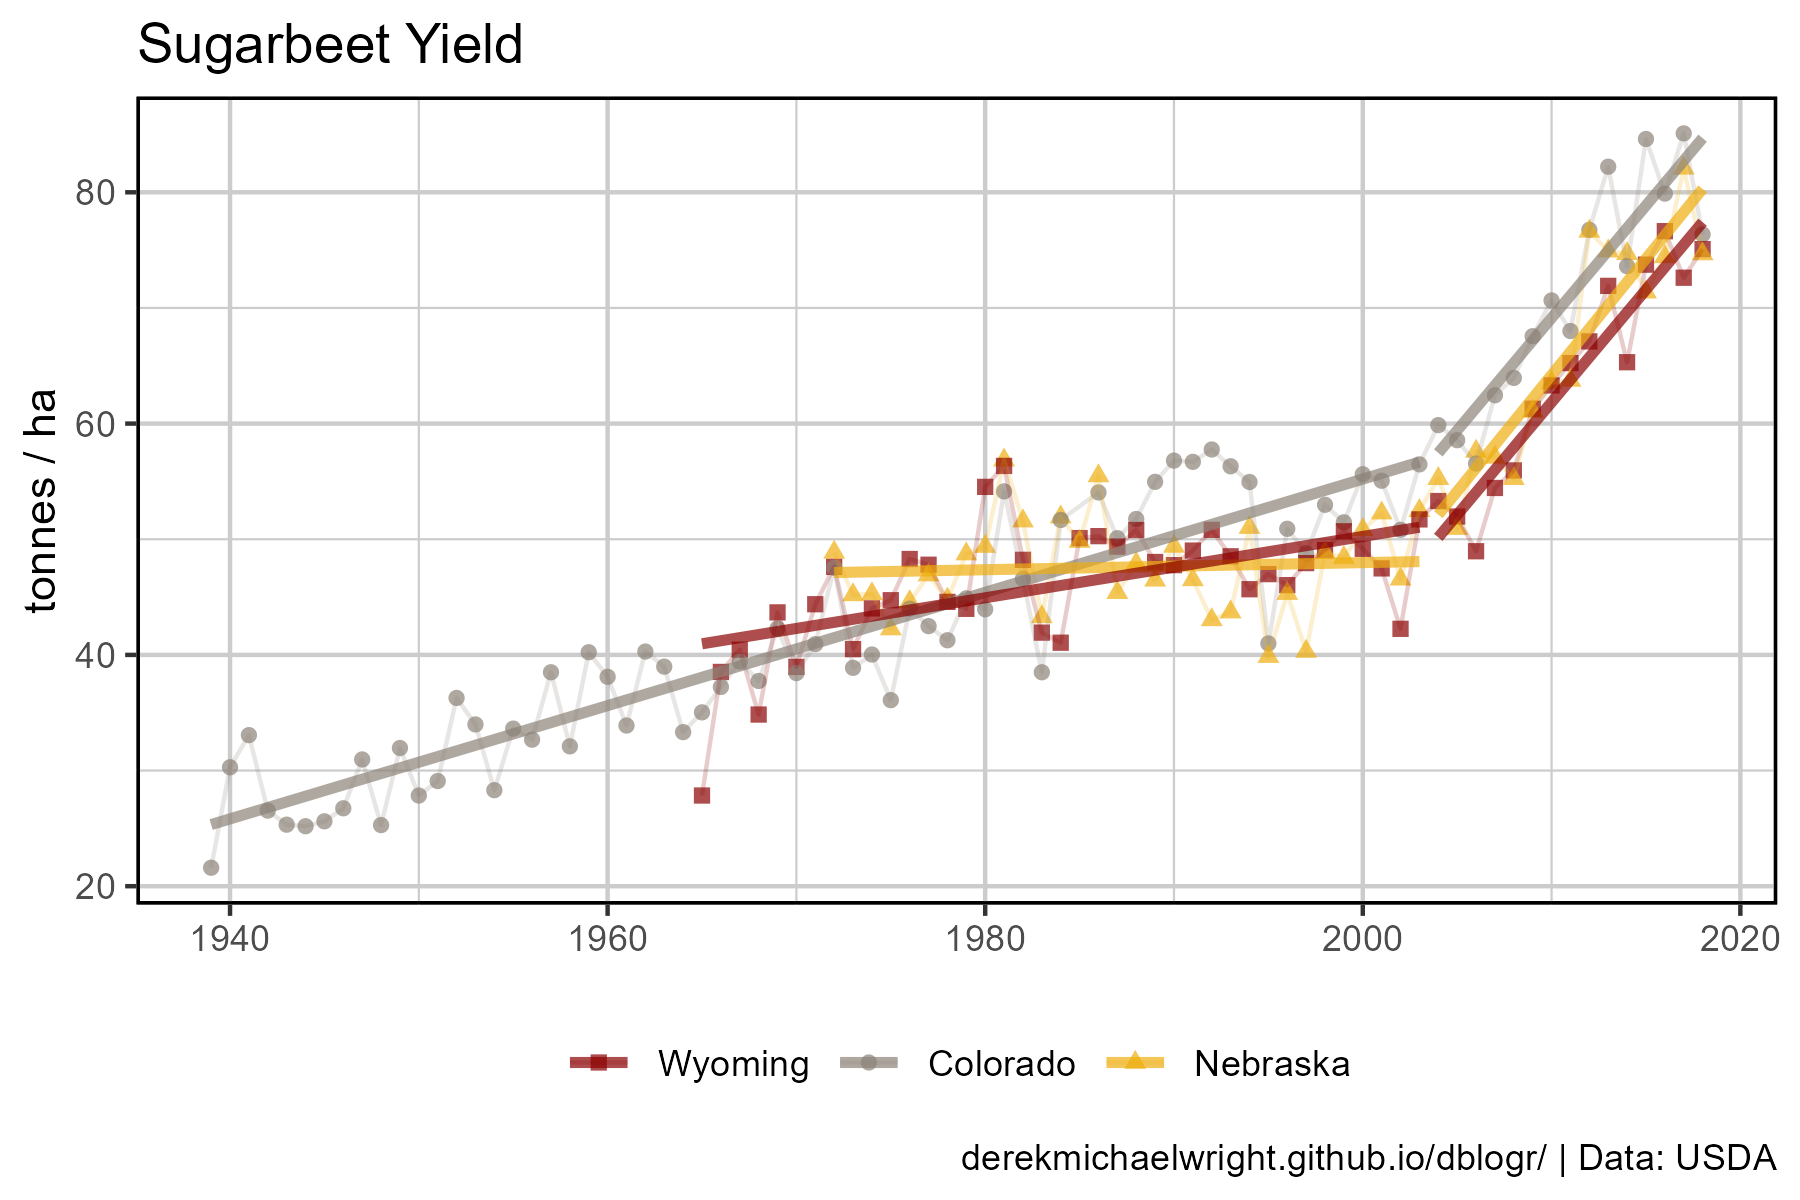 Sugarbeet Yield
tonnes / ha
80
60
40
20
1940 1960 1980 2000 2020
Wyoming Colorado Nebraska
derekmichaelwright.github.io/dblogr/ | Data: USDA